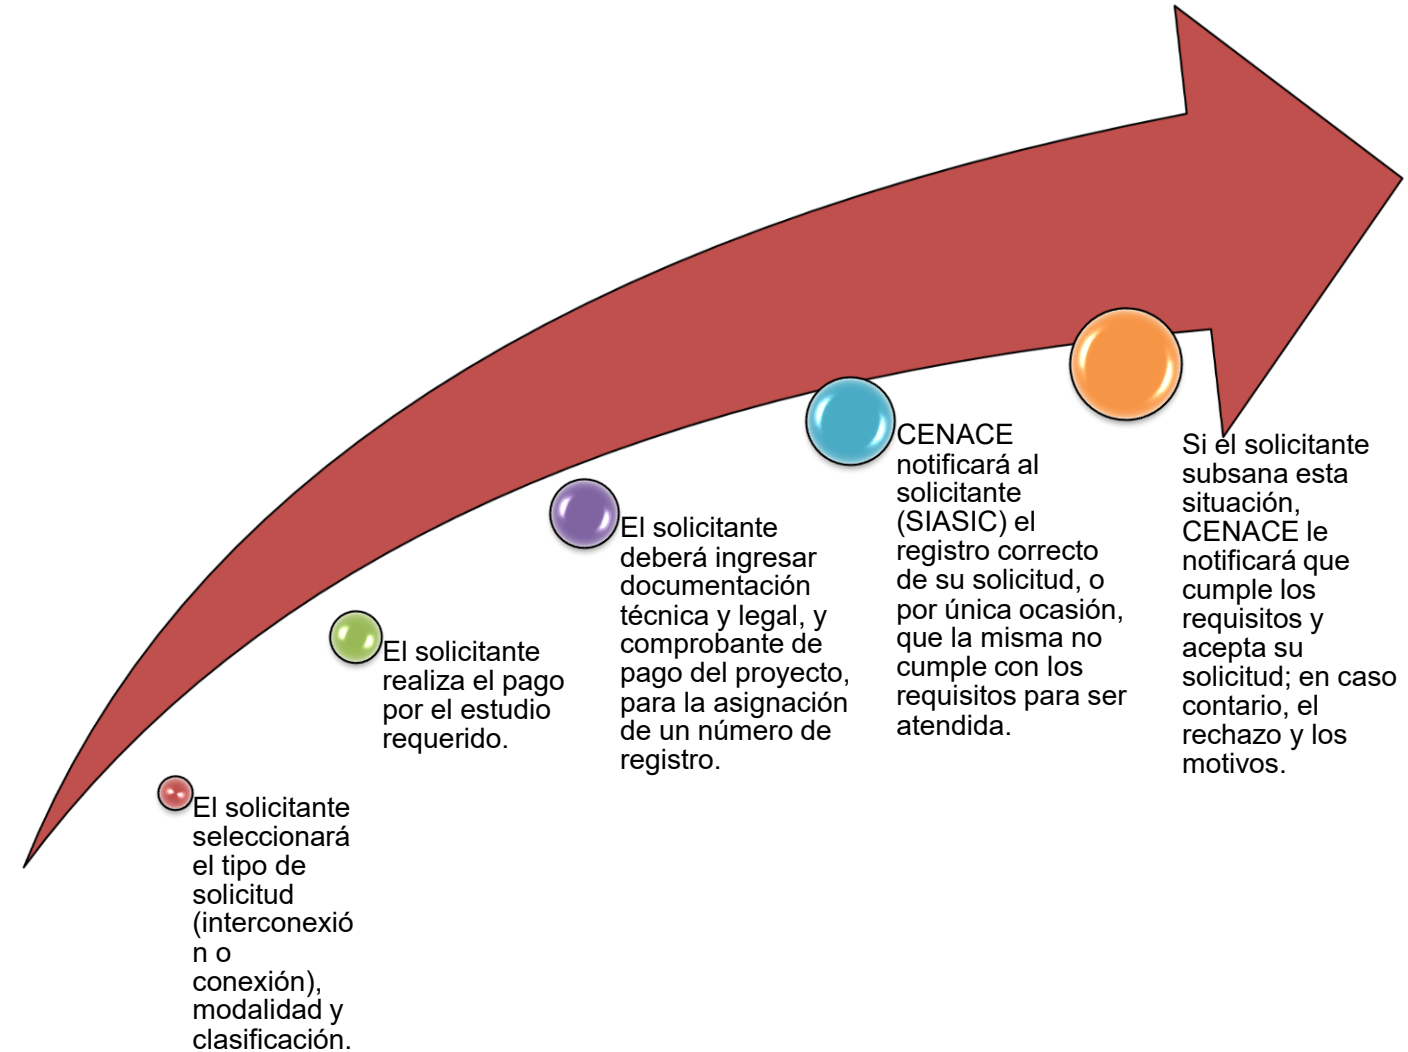 El solicitante
seleccionará
el tipo de
solicitud
(interconexió
n o
conexión),
modalidad y
clasificación.
El solicitante
realiza el pago
por el estudio
requerido.
El solicitante
deberá ingresar
documentación
técnica y legal, y
comprobante de
pago del proyecto,
para la asignación
de un número de
registro.
CENACE
notificará al
solicitante
(SIASIC) el
registro correcto
de su solicitud, o
por única ocasión,
que la misma no
cumple con los
requisitos para ser
atendida.
Si el solicitante
subsana esta
situación,
CENACE le
notificará que
cumple los
requisitos y
acepta su
solicitud; en caso
contario, el
rechazo y los
motivos.